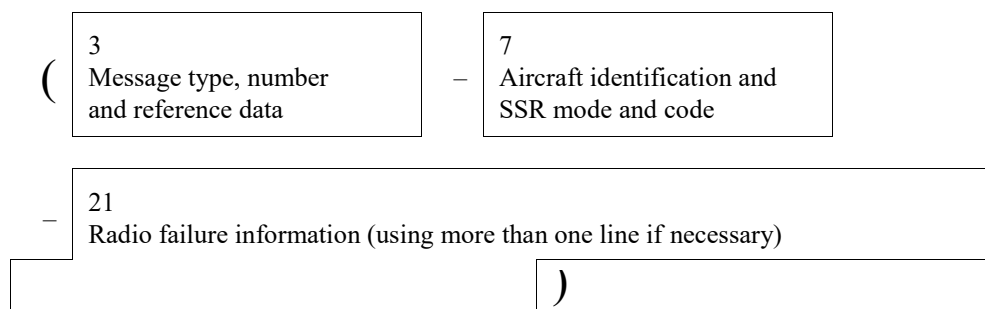 3
7
( Message type, number – Aircraft identification and
and reference data SSR mode and code
21
– Radio failure information (using more than one line if necessary)
)